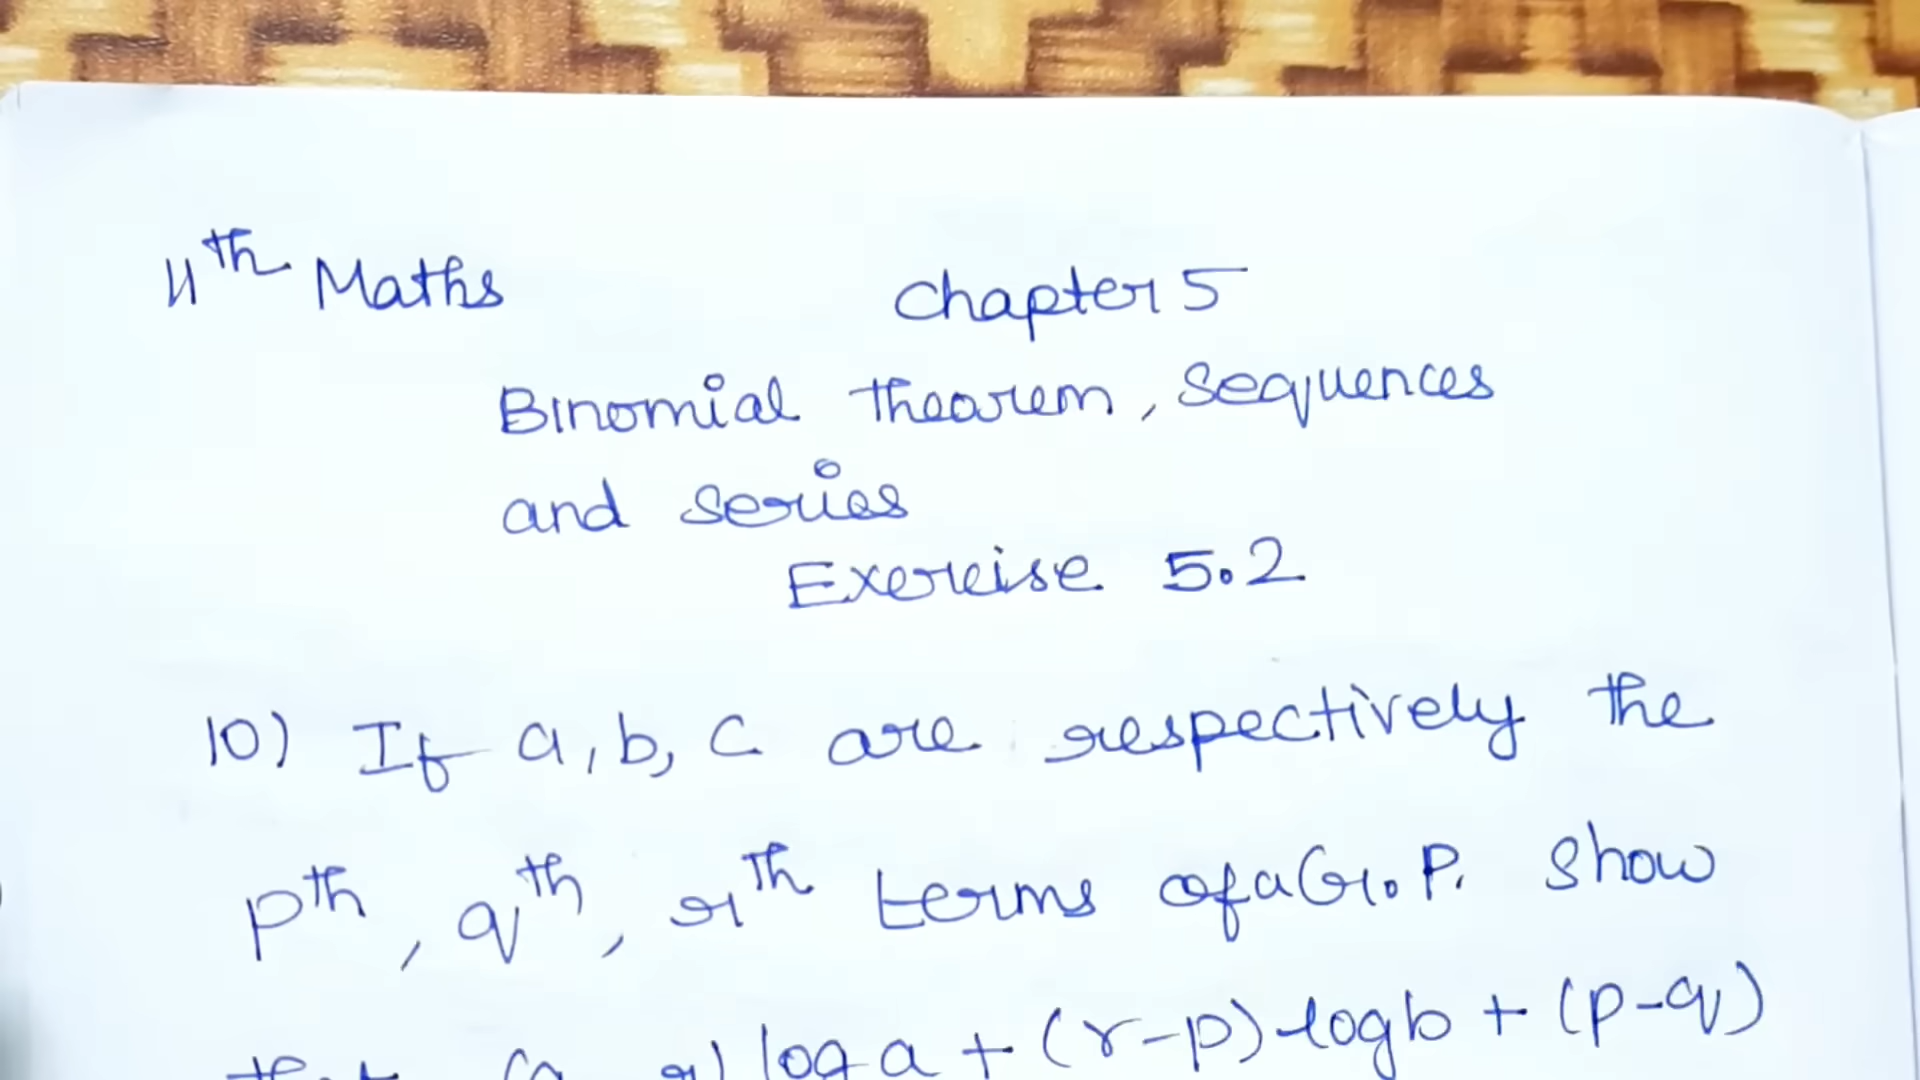 11th Maths Chapter 5
Binomial theorem, Sequences
and series
Exercise 5.2
10) If a, b, c are respectively the
pth, qth, rth terms of a G.P. Show
log a + (r-p) log b + (p-q)